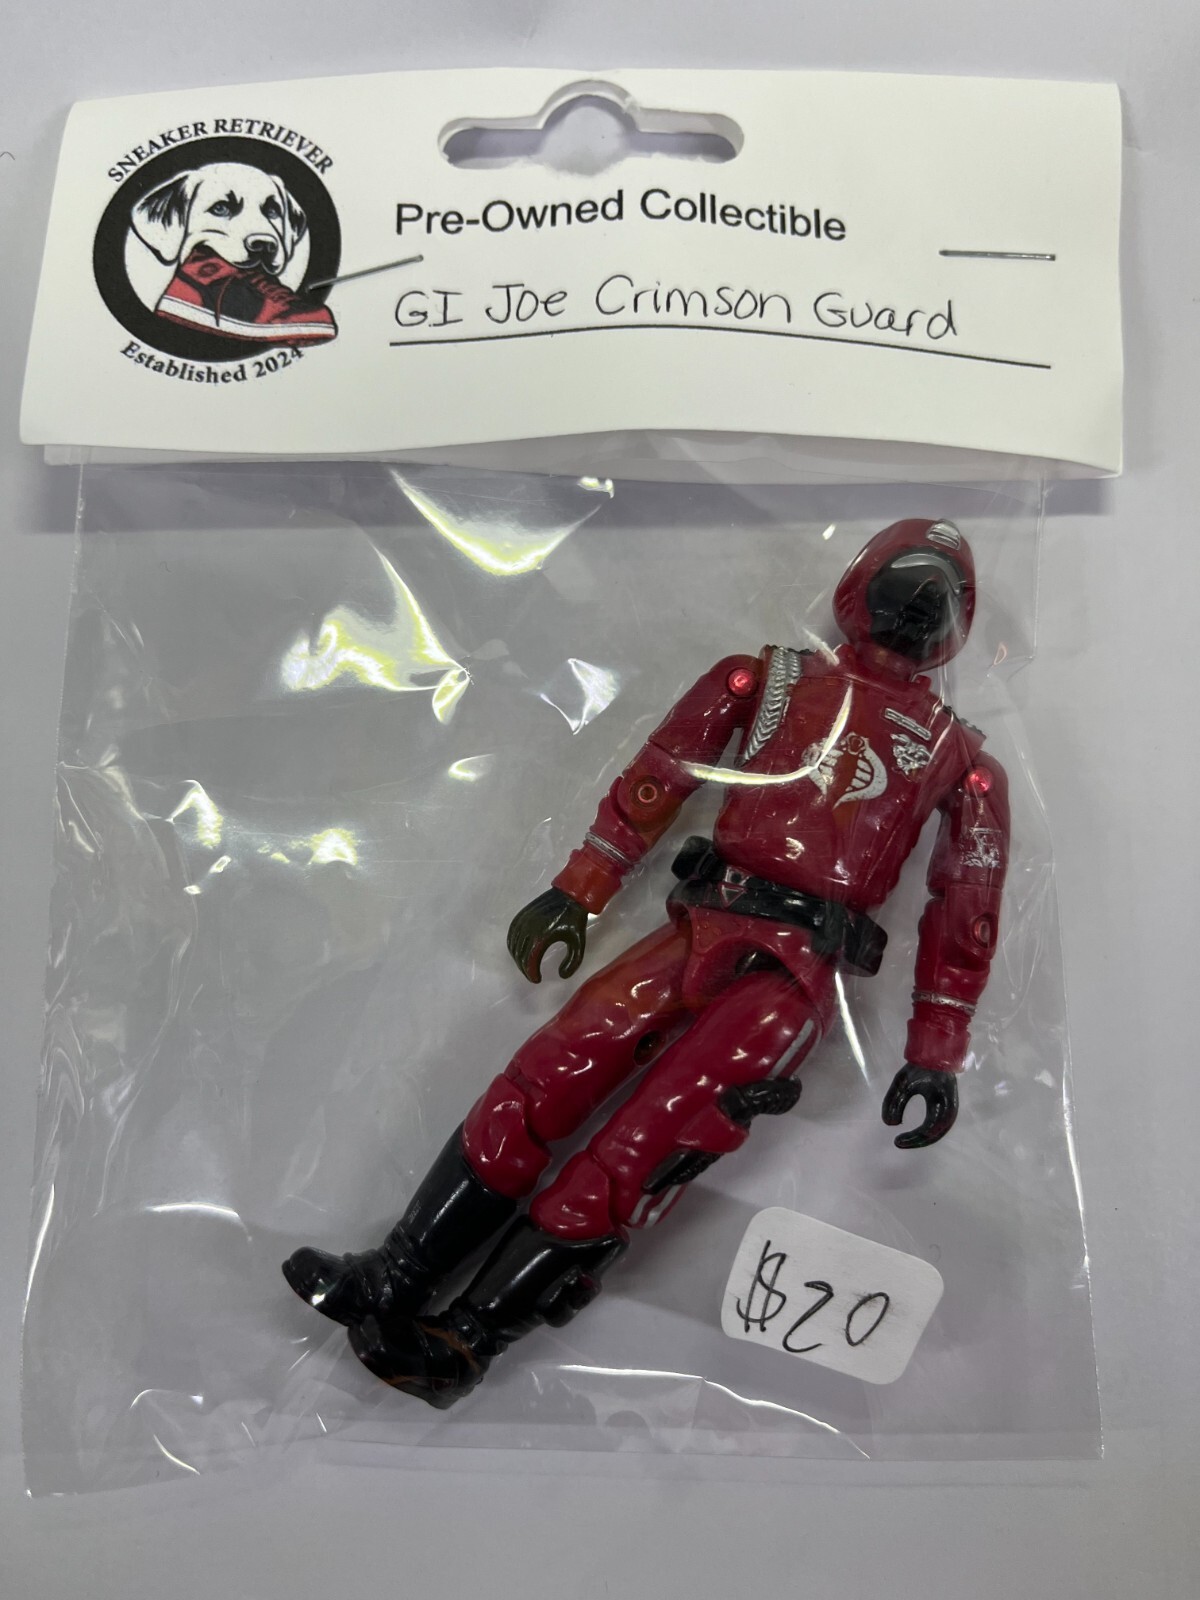 SNEAKER RETRIEVER
Established 2024
Pre-Owned Collectible
GI Joe Crimson Guard
$20